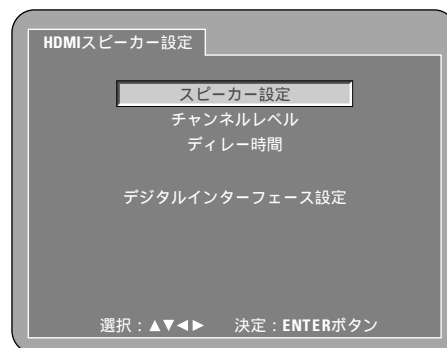 HDMIスピーカー設定
スピーカー設定
チャンネルレベル
ディレー時間
デジタルインターフェース設定
選択：▲▼◀▶　決定：ENTERボタン